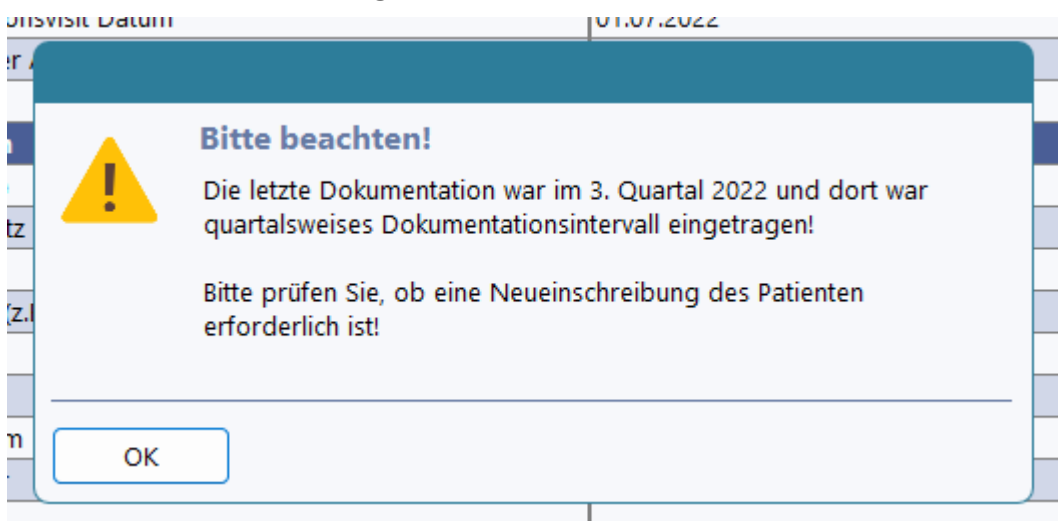 Datum
01.07.2022
Bitte beachten!
Die letzte Dokumentation war im 3. Quartal 2022 und dort war
quartalsweises Dokumentationsintervall eingetragen!
Bitte prüfen Sie, ob eine Neueinschreibung des Patienten
erforderlich ist!
OK